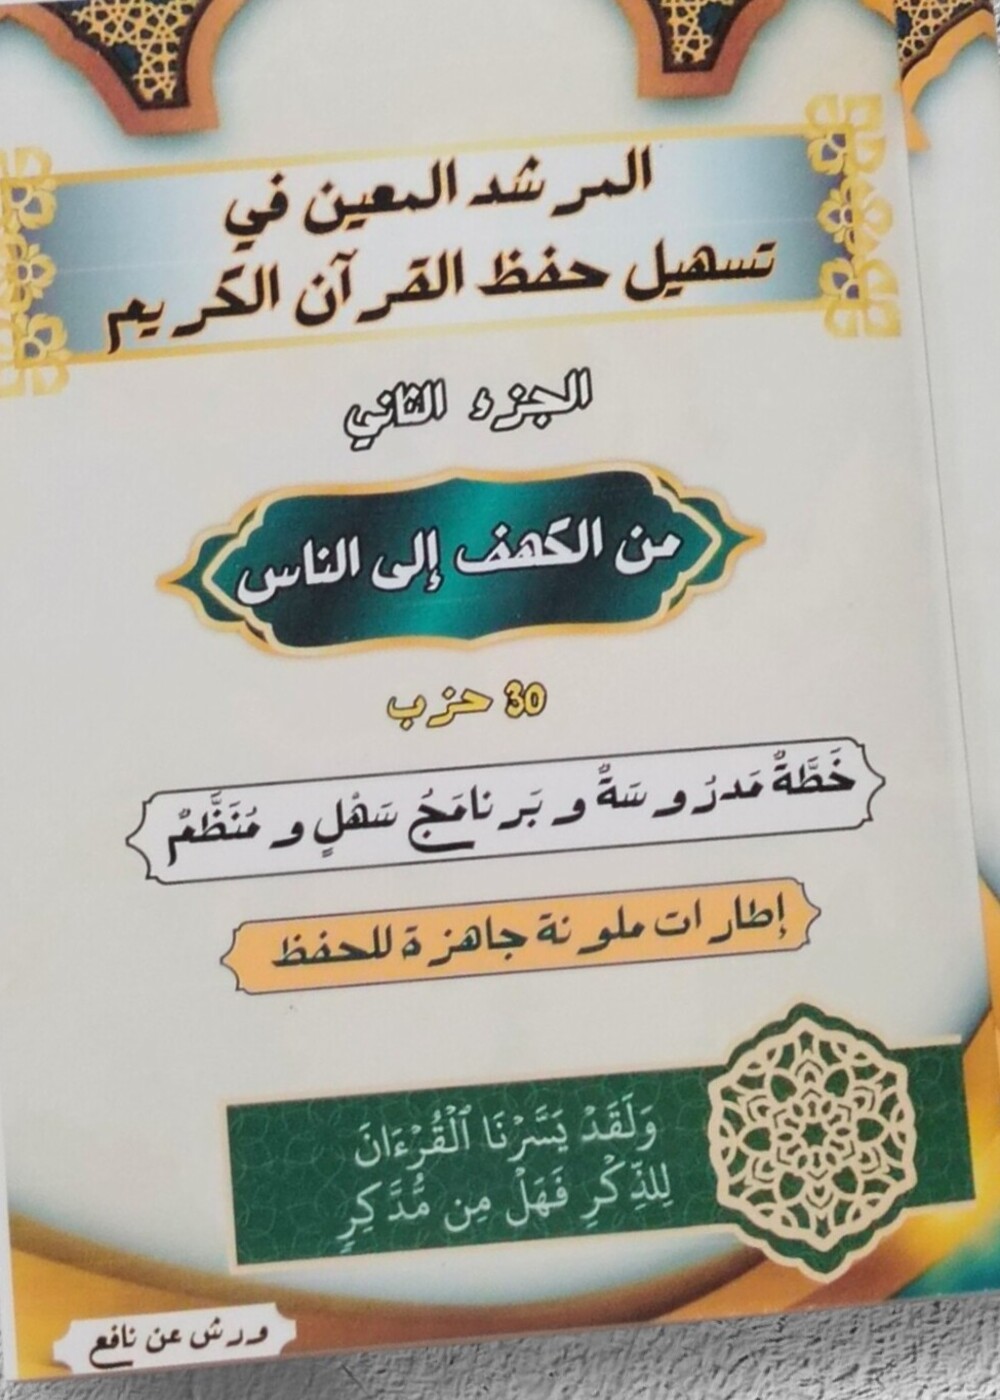 المرشد المعين في
تسهيل حفظ القرآن الكريم
الجزء الثاني
من الكهف إلى الناس
30 حزب
خَطَّةٌ مَدرُوسَةٌ و بَرنامَجُ سَهْلٍ و مُنَظَّمٌ
إطارات ملونة جاهزة للحفظ
وَلَقَدْ يَسَّرْنَا ٱلْقُرْءَانَ
لِلذِّكْرِ فَهَلْ مِن مُّدَّكِرٍ
ورش عن نافع